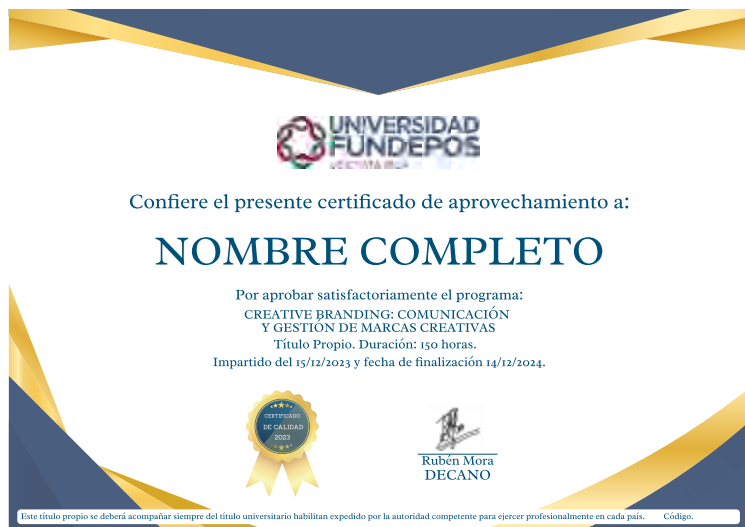 UNIVERSIDAD
FUNDEPOS
Confiere el presente certificado de aprovechamiento a:
NOMBRE COMPLETO
Por aprobar satisfactoriamente el programa:
CREATIVE BRANDING: COMUNICACIÓN
Y GESTIÓN DE MARCAS CREATIVAS
Título Propio. Duración: 150 horas.
Impartido del 15/12/2023 y fecha de finalización 14/12/2024.
CERTIFICADO
DE CALIDAD
2023
Rubén Mora
DECANO
Este título propio se deberá acompañar siempre del título universitario habilitan expedido por la autoridad competente para ejercer profesionalmente en cada país. Código.